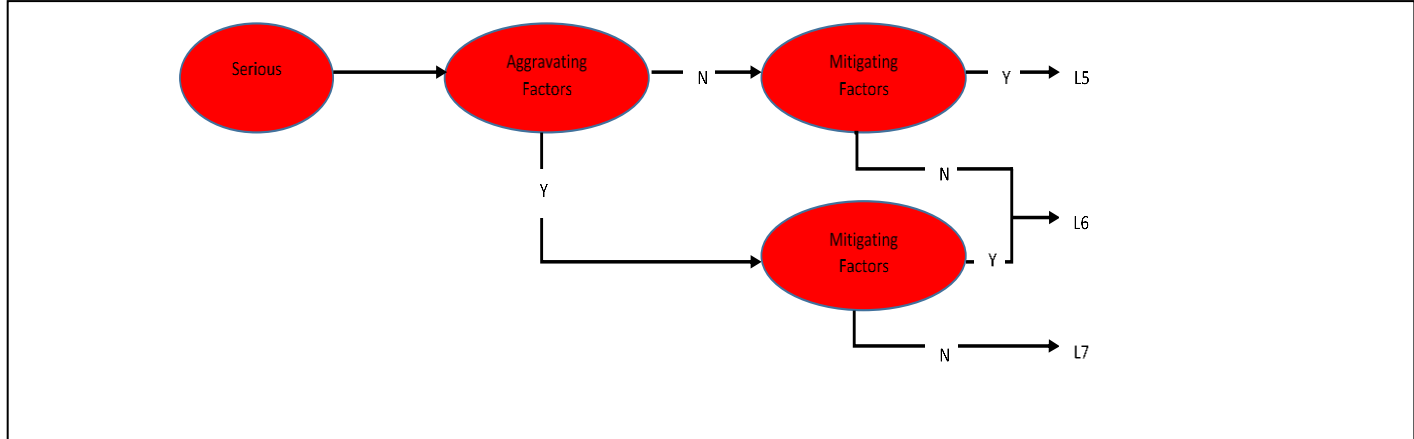 Serious
Aggravating
Factors
N
Mitigating
Factors
Y
L5
N
Y
L6
Mitigating
Factors
Y
N
L7